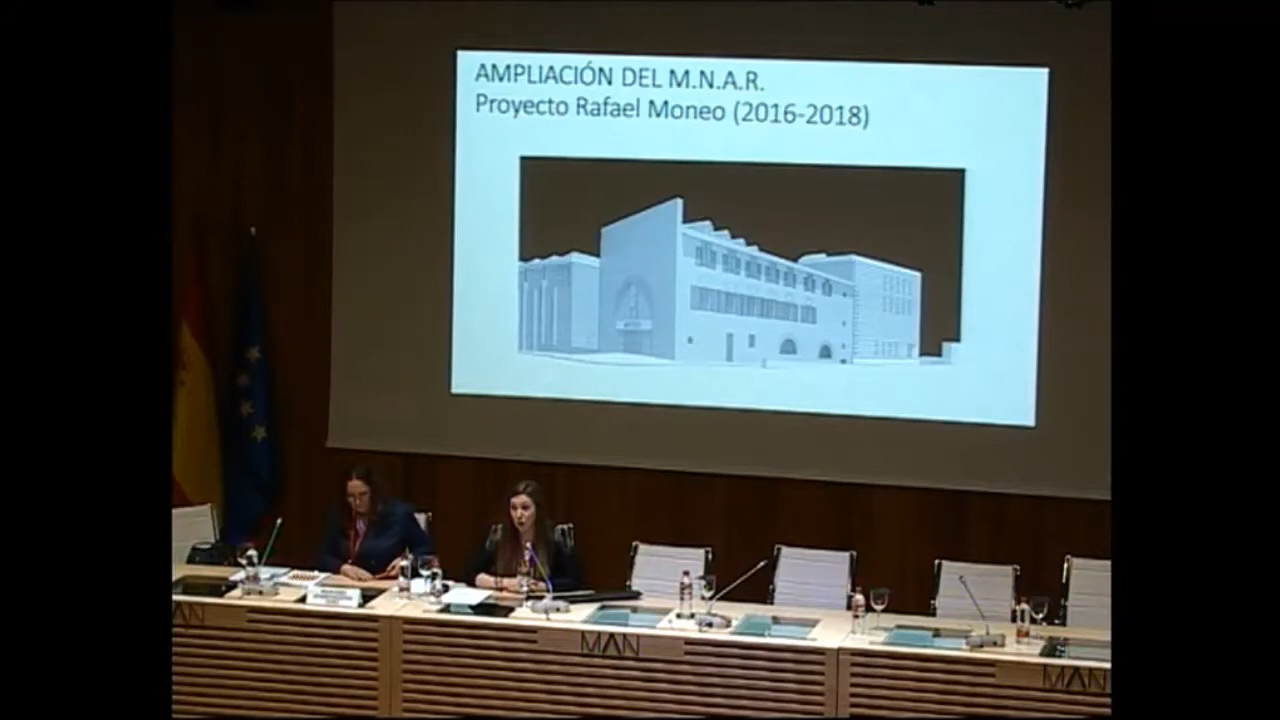 AMPLIACIÓN DEL M.N.A.R.
Proyecto Rafael Moneo (2016-2018)
MAN
MAN